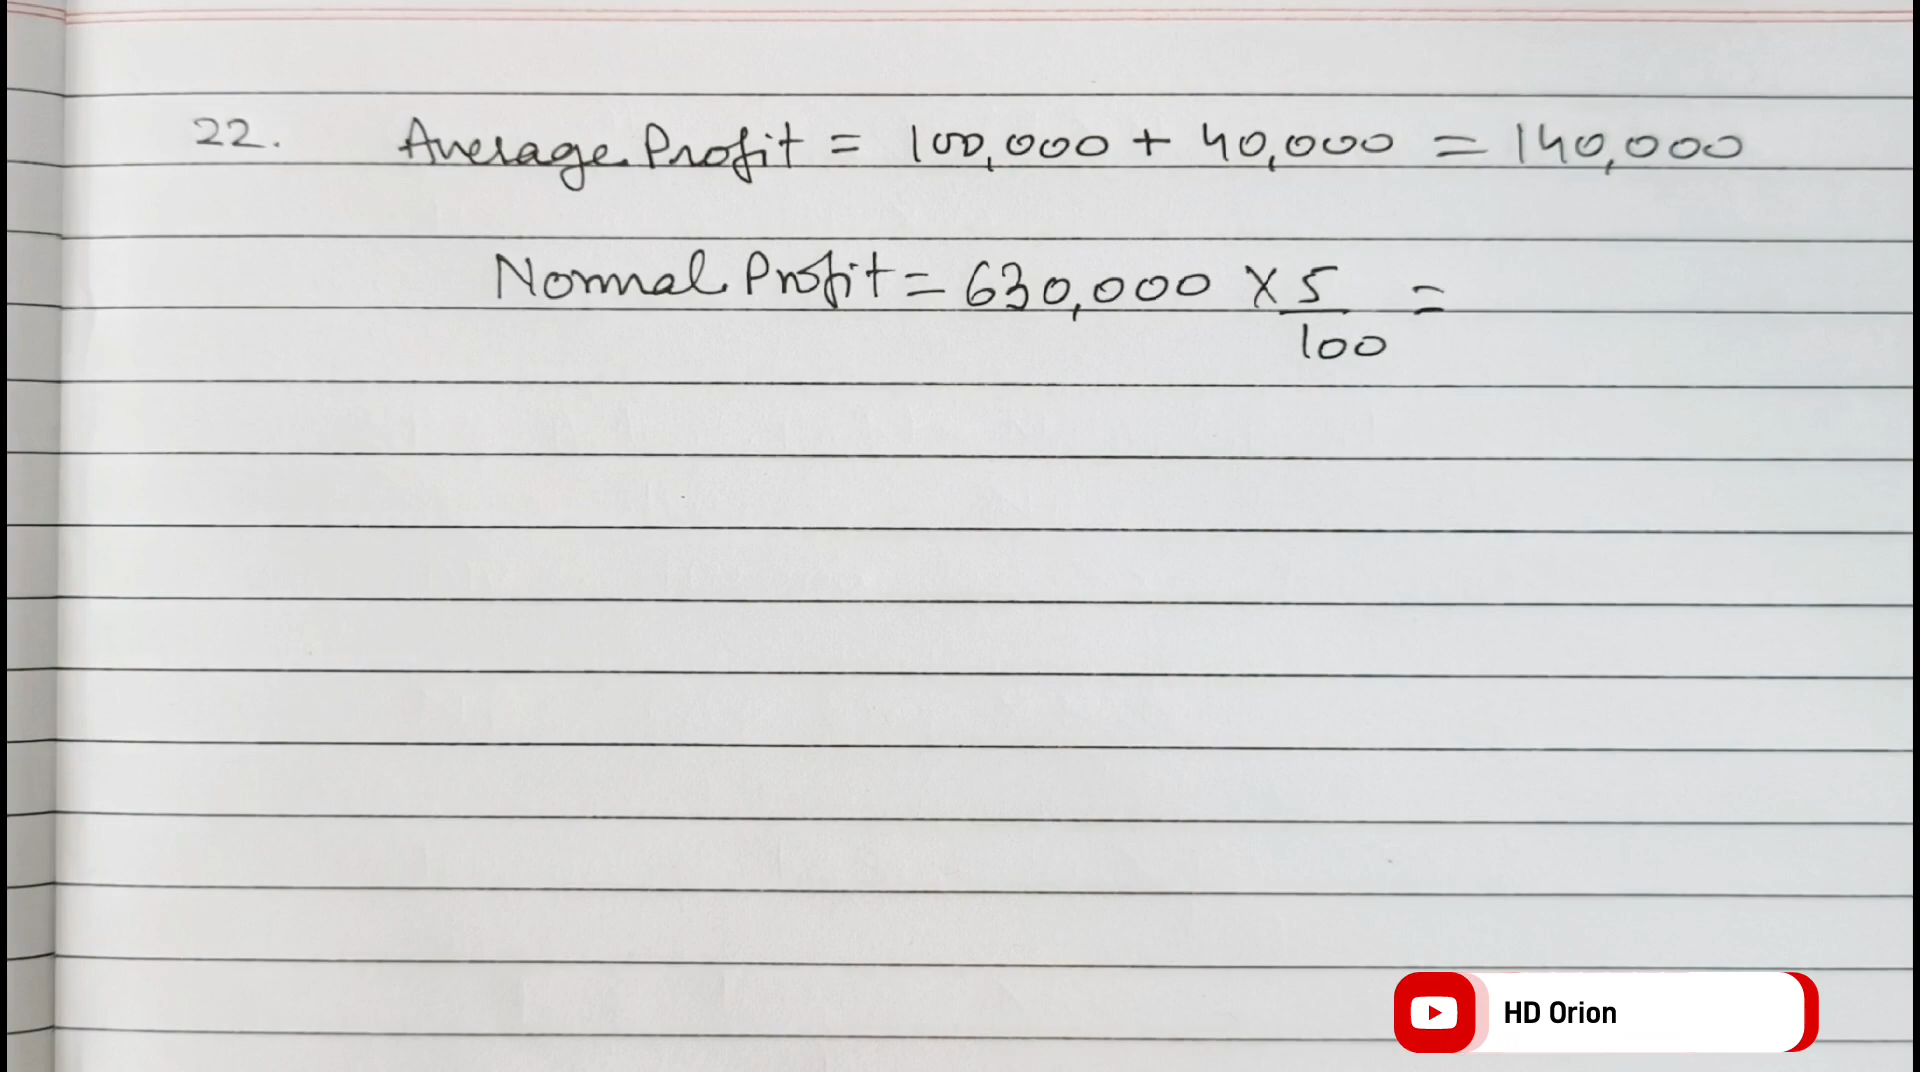 22. Average Profit = 100,000 + 40,000 = 140,000
Normal Profit = 630,000 × 5/100 =
HD Orion